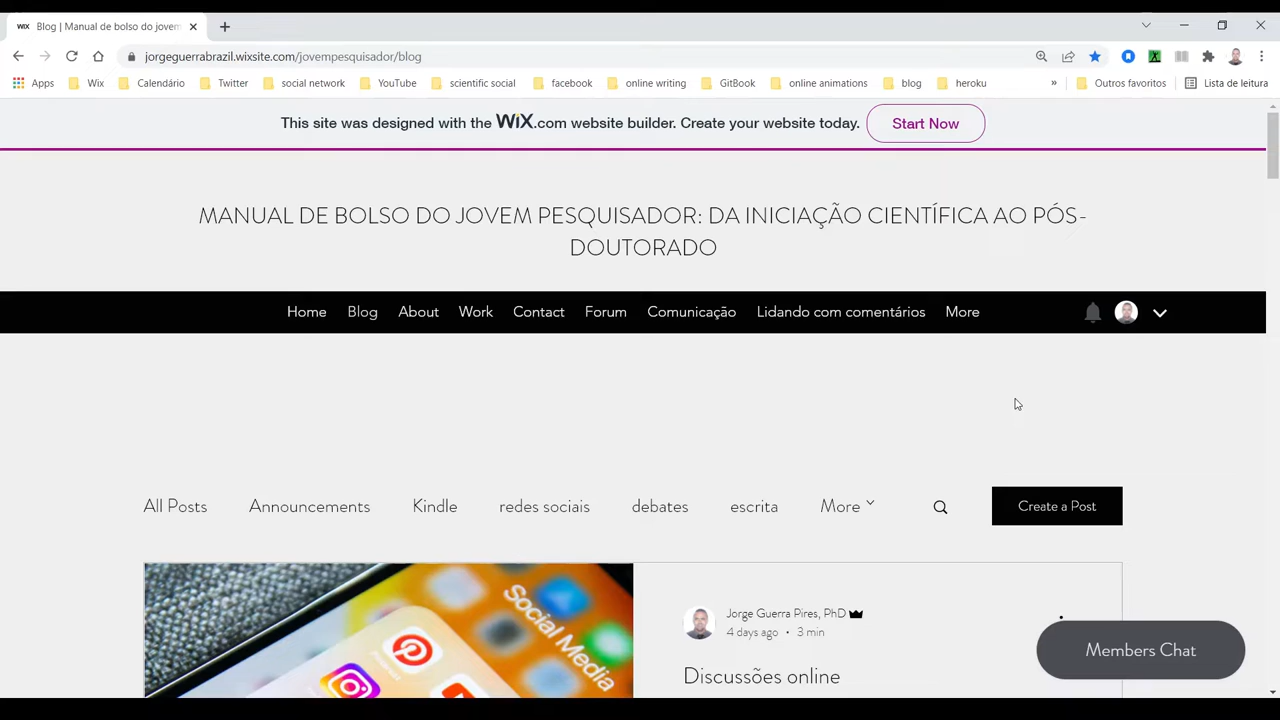 WIX Blog | Manual de bolso do jovem
jorgeguerrabrazil.wixsite.com/jovempesquisador/blog
Apps Wix Calendário Twitter social network YouTube scientific social facebook online writing GitBook online animations blog heroku » Outros favoritos Lista de leitura
This site was designed with the WiX.com website builder. Create your website today. Start Now
MANUAL DE BOLSO DO JOVEM PESQUISADOR: DA INICIAÇÃO CIENTÍFICA AO PÓS-
DOUTORADO
Home Blog About Work Contact Forum Comunicação Lidando com comentários More
All Posts Announcements Kindle redes sociais debates escrita More Create a Post
Social Media
Jorge Guerra Pires, PhD
4 days ago • 3 min
Members Chat
Discussões online